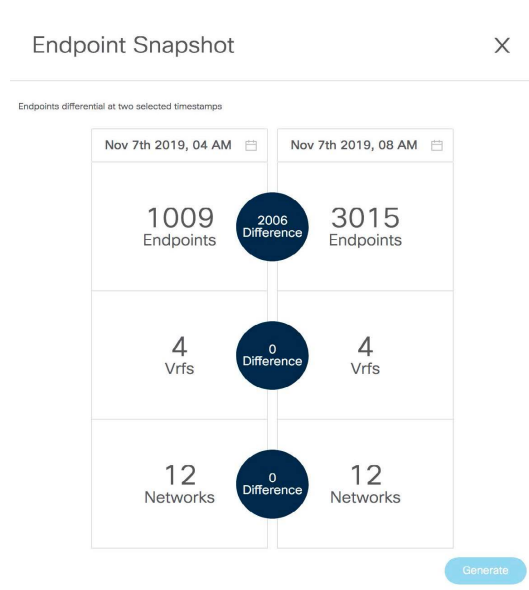 Endpoint Snapshot
X
Endpoints differential at two selected timestamps
Nov 7th 2019, 04 AM
Nov 7th 2019, 08 AM
1009
Endpoints
2006
Difference
3015
Endpoints
4
Vrfs
0
Difference
4
Vrfs
12
Networks
0
Difference
12
Networks
Generate